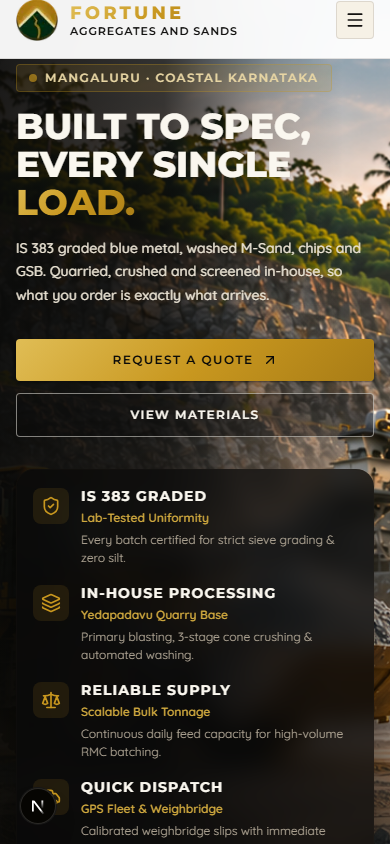 FORTUNE
AGGREGATES AND SANDS
MANGALURU · COASTAL KARNATAKA
BUILT TO SPEC,
EVERY SINGLE
LOAD.
IS 383 graded blue metal, washed M-Sand, chips and
GSB. Quarried, crushed and screened in-house, so
what you order is exactly what arrives.
REQUEST A QUOTE
VIEW MATERIALS
IS 383 GRADED
Lab-Tested Uniformity
Every batch certified for strict sieve grading &
zero silt.
IN-HOUSE PROCESSING
Yedapadavu Quarry Base
Primary blasting, 3-stage cone crushing &
automated washing.
RELIABLE SUPPLY
Scalable Bulk Tonnage
Continuous daily feed capacity for high-volume
RMC batching.
QUICK DISPATCH
N
GPS Fleet & Weighbridge
Calibrated weighbridge slips with immediate